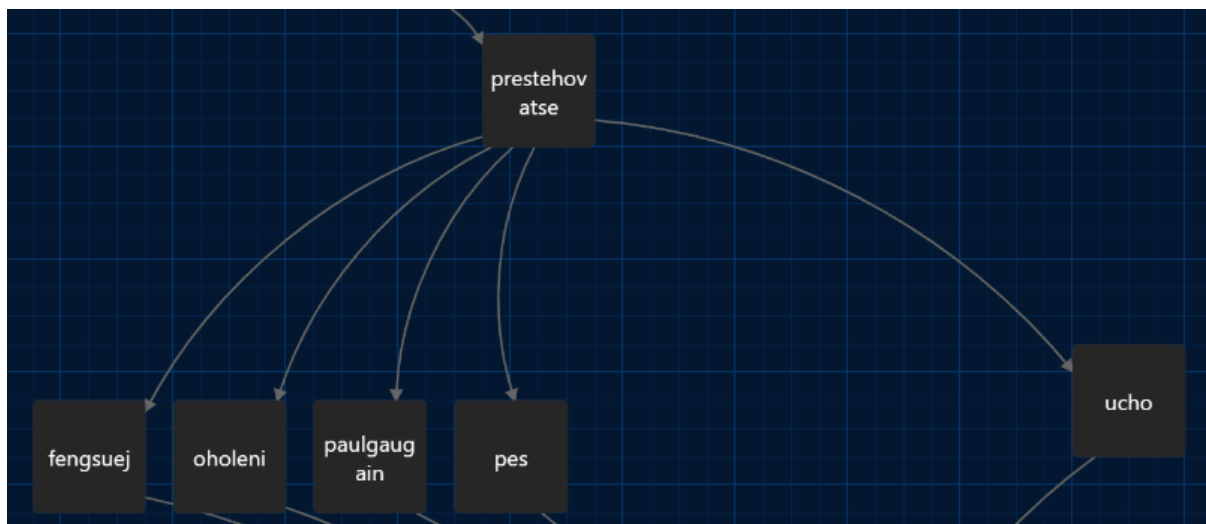 prestehov
atse
ucho
fengsuej
oholeni
paulgaug
ain
pes